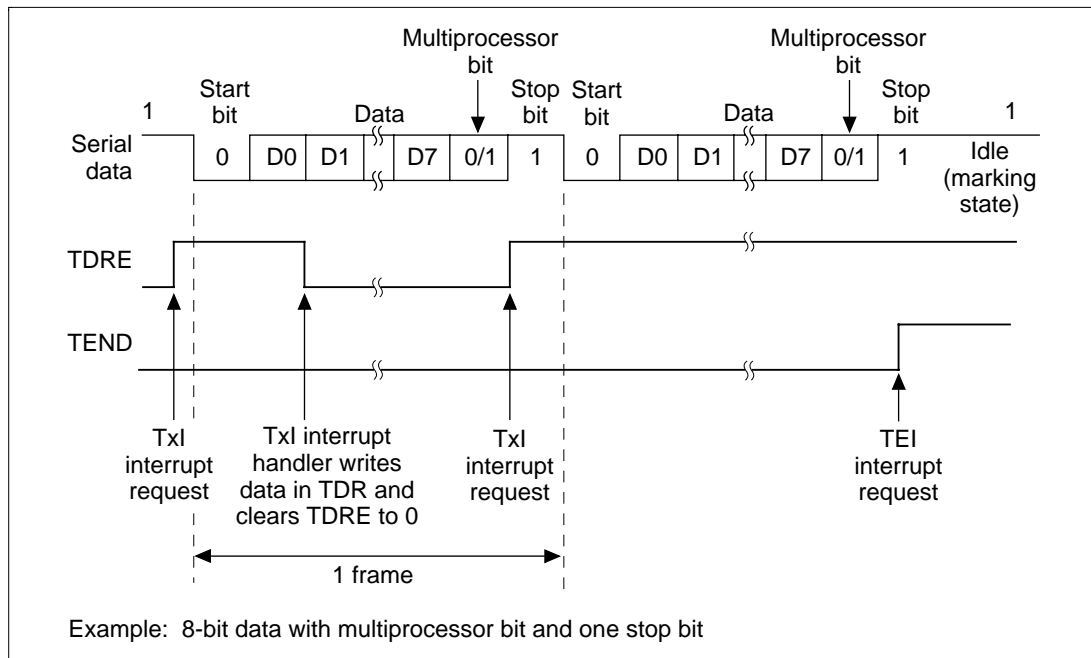 Multiprocessor bit
Multiprocessor bit
1
Start bit
Data
Stop bit
Start bit
Data
Stop bit
1
Serial data
0 D0 D1 D7 0/1 1 0 D0 D1 D7 0/1 1
Idle (marking state)
TDRE
TEND
TxI interrupt request
TxI interrupt handler writes data in TDR and clears TDRE to 0
TxI interrupt request
TEI interrupt request
1 frame
Example: 8-bit data with multiprocessor bit and one stop bit